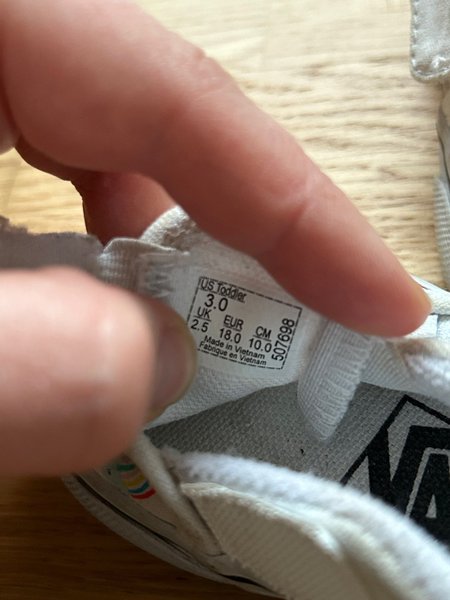 US Toddler
3.0
UK EUR CM
2.5 18.0 10.0
Made in Vietnam
Fabriqué en Vietnam
507698
VA